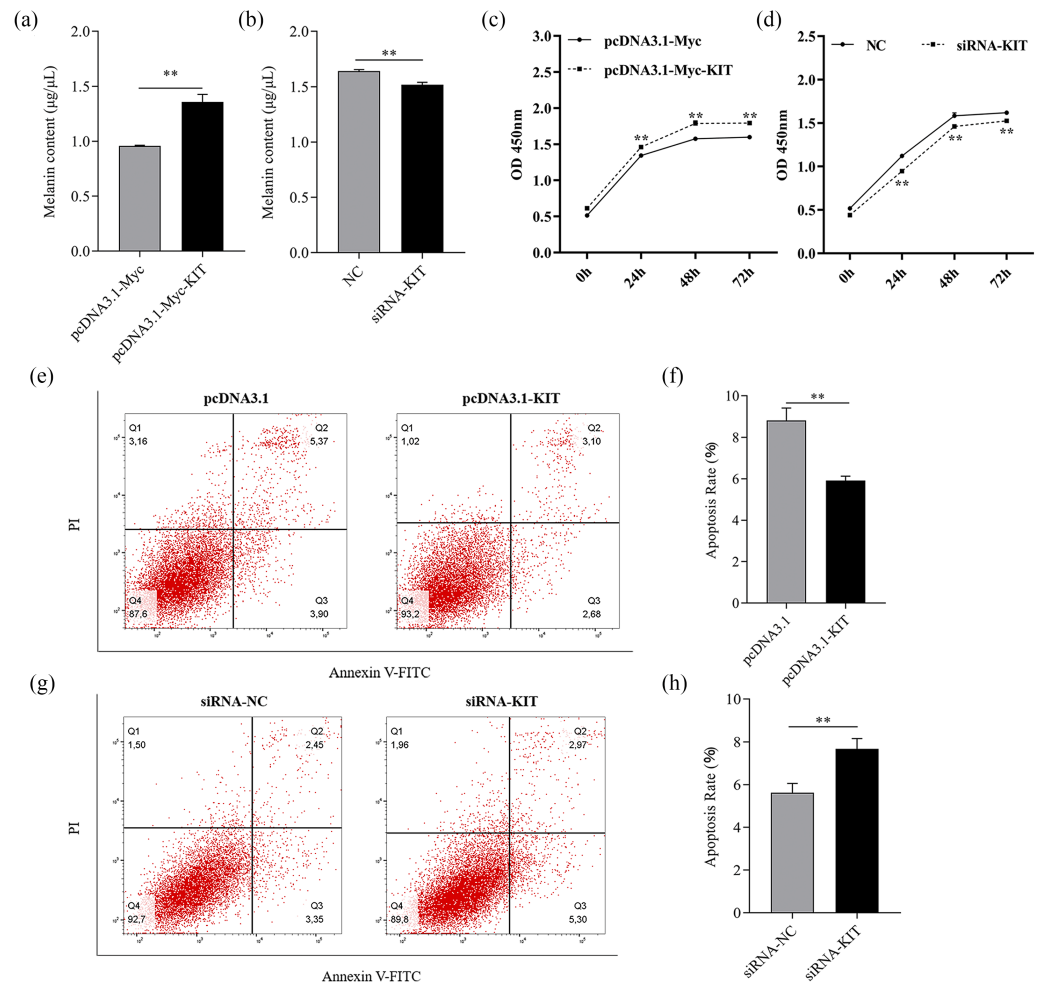 (a)
2.0
1.5
1.0
0.5
0.0
Melanin content (μg/μL)
**
pcDNA3.1-Myc
pcDNA3.1-Myc-KIT
(b)
2.0
1.5
1.0
0.5
0.0
Melanin content (μg/μL)
**
NC
siRNA-KIT
(c)
3.0
2.5
2.0
1.5
1.0
0.5
0.0
OD 450nm
pcDNA3.1-Myc
pcDNA3.1-Myc-KIT
**
**
**
0h
24h
48h
72h
(d)
2.5
2.0
1.5
1.0
0.5
0.0
OD 450nm
NC
siRNA-KIT
**
**
**
0h
24h
48h
72h
(e)
pcDNA3.1
Q1
3,16
Q2
5,37
Q4
87,6
Q3
3,90
pcDNA3.1-KIT
Q1
1,02
Q2
3,10
Q4
93,2
Q3
2,68
PI
Annexin V-FITC
(f)
10
8
6
4
2
0
Apoptosis Rate (%)
**
pcDNA3.1
pcDNA3.1-KIT
(g)
siRNA-NC
Q1
1,50
Q2
2,45
Q4
92,7
Q3
3,35
siRNA-KIT
Q1
1,96
Q2
2,97
Q4
89,8
Q3
5,30
PI
Annexin V-FITC
(h)
10
8
6
4
2
0
Apoptosis Rate (%)
**
siRNA-NC
siRNA-KIT